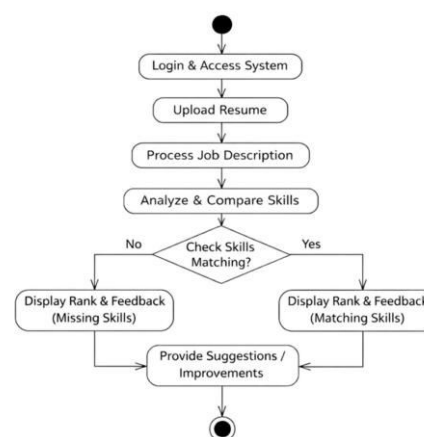 Login & Access System
Upload Resume
Process Job Description
Analyze & Compare Skills
No
Check Skills
Matching?
Yes
Display Rank & Feedback
(Missing Skills)
Display Rank & Feedback
(Matching Skills)
Provide Suggestions /
Improvements